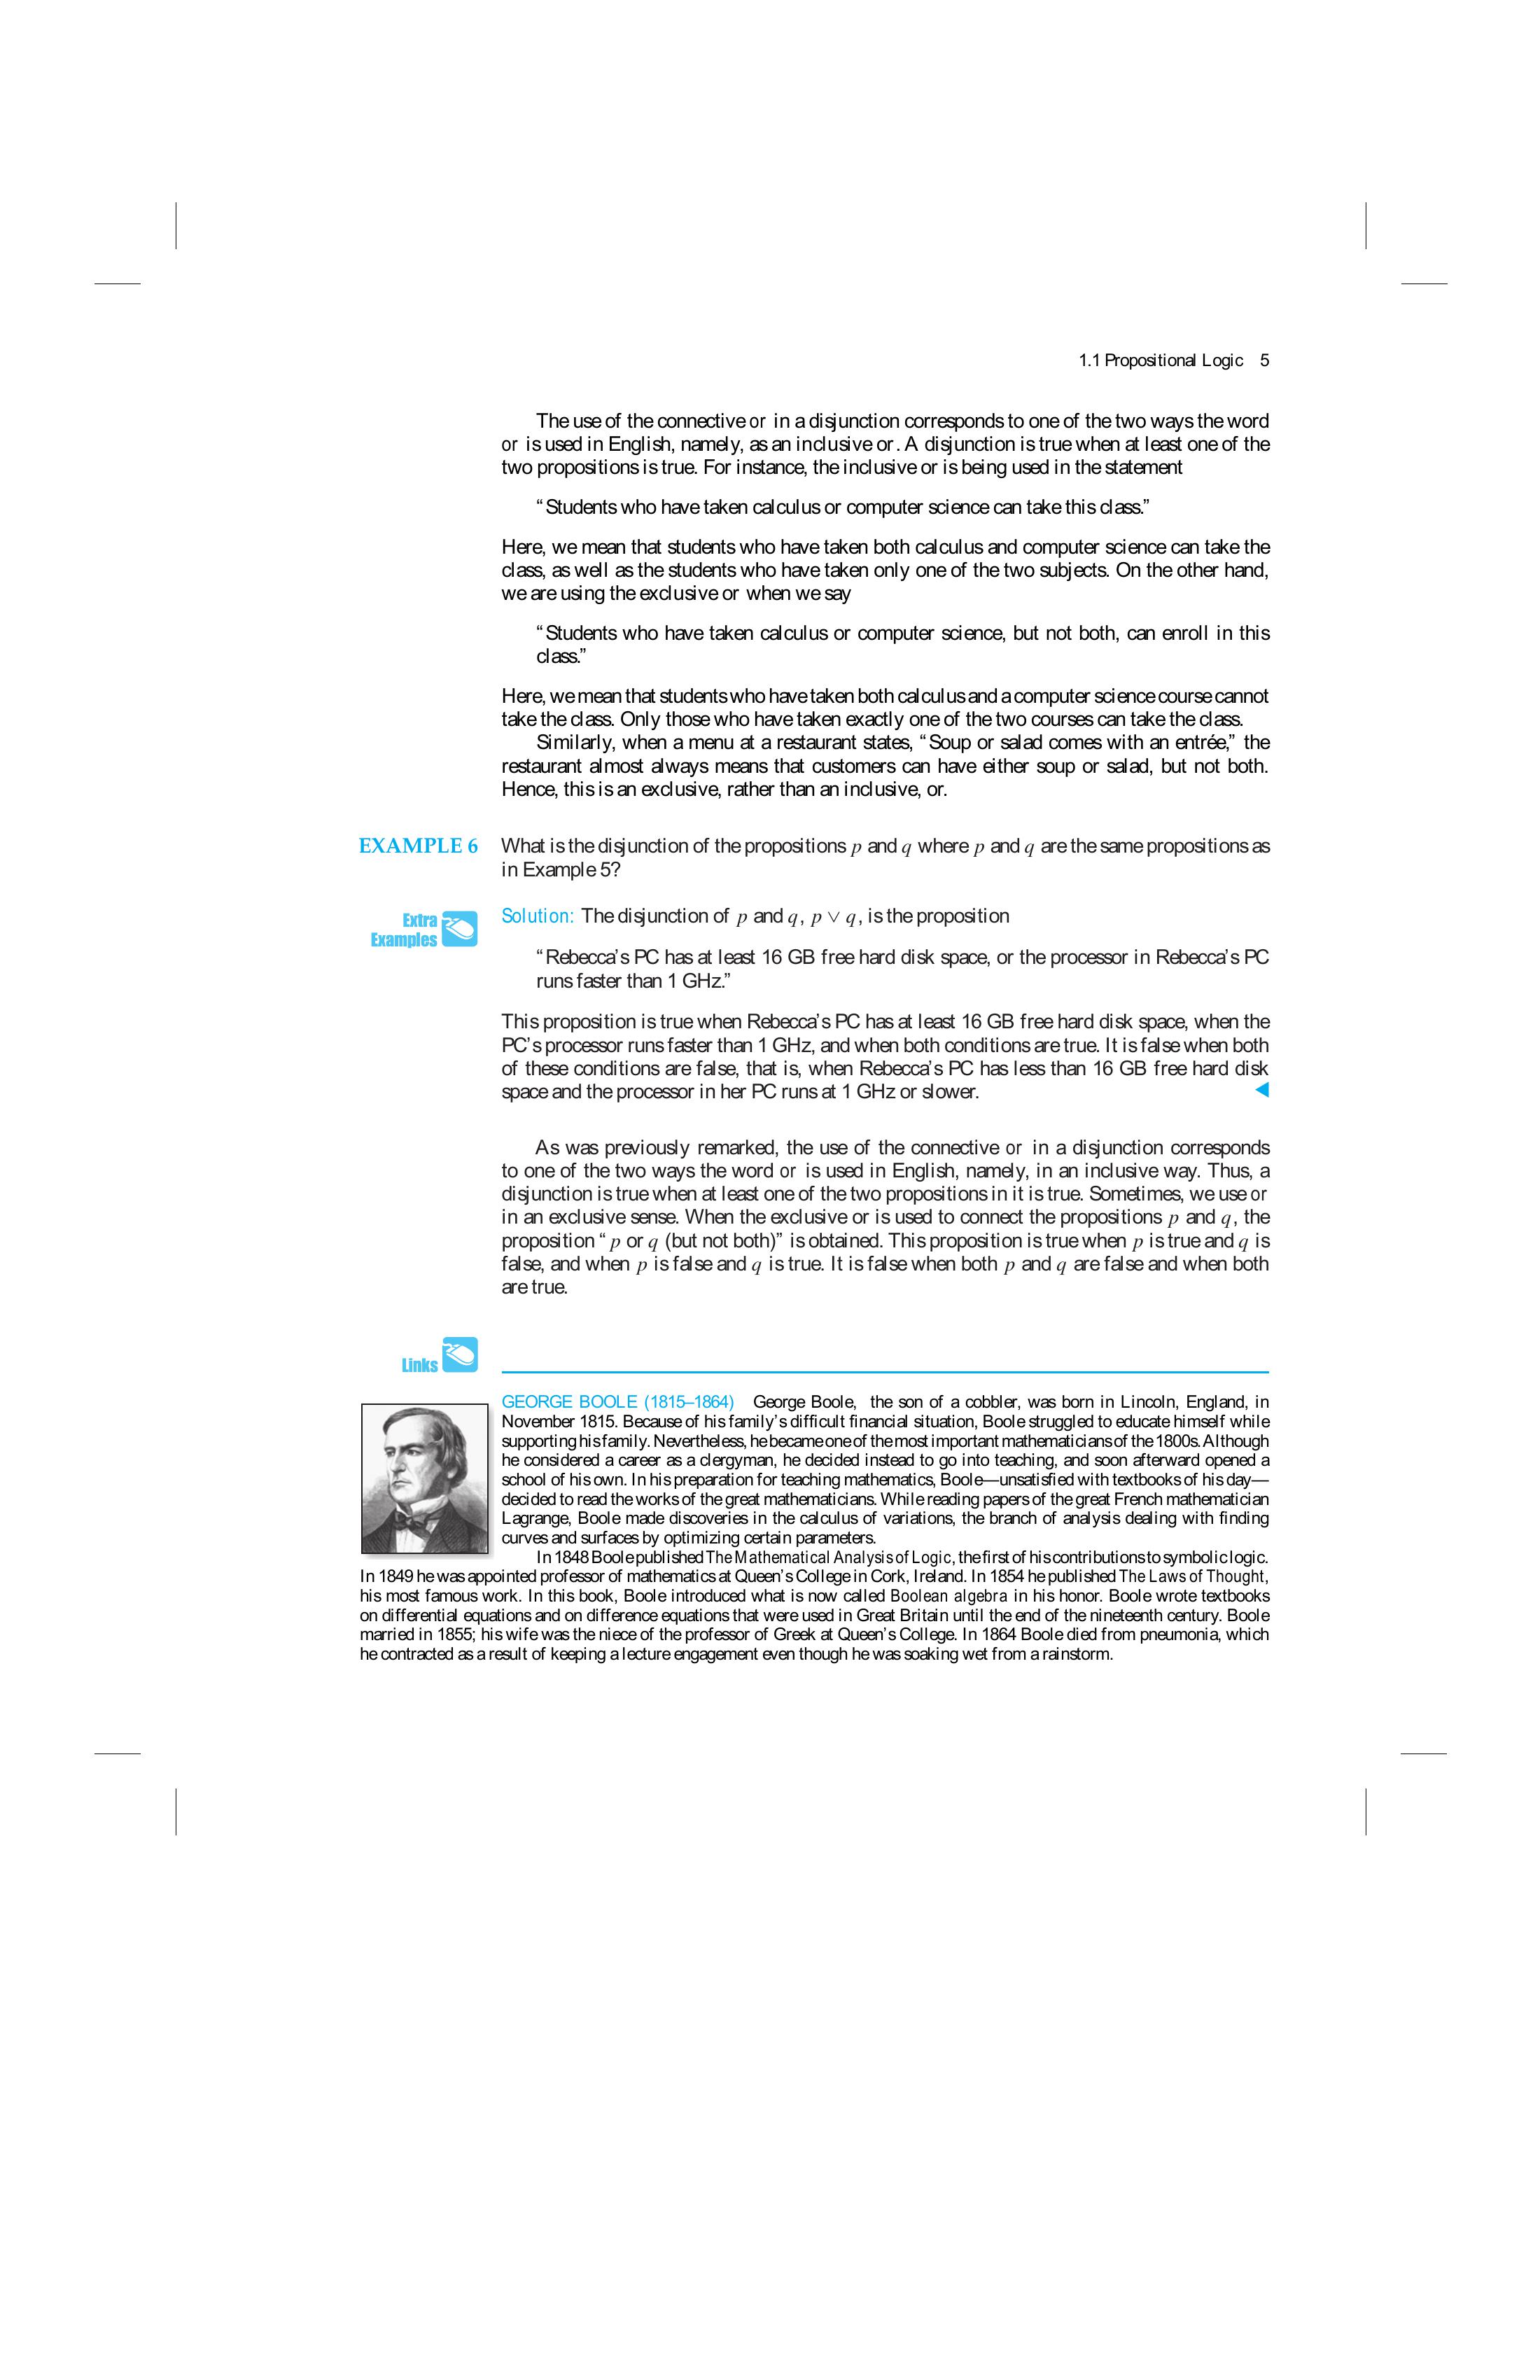 1.1 Propositional Logic 5
The use of the connective or in a disjunction corresponds to one of the two ways the word
or is used in English, namely, as an inclusive or. A disjunction is true when at least one of the
two propositions is true. For instance, the inclusive or is being used in the statement
“Students who have taken calculus or computer science can take this class.”
Here, we mean that students who have taken both calculus and computer science can take the
class, as well as the students who have taken only one of the two subjects. On the other hand,
we are using the exclusive or when we say
“Students who have taken calculus or computer science, but not both, can enroll in this
class.”
Here, we mean that students who have taken both calculus and a computer science course cannot
take the class. Only those who have taken exactly one of the two courses can take the class.
Similarly, when a menu at a restaurant states, “Soup or salad comes with an entrée,” the
restaurant almost always means that customers can have either soup or salad, but not both.
Hence, this is an exclusive, rather than an inclusive, or.
EXAMPLE 6 What is the disjunction of the propositions p and q where p and q are the same propositions as
in Example 5?
Extra
Examples
Solution: The disjunction of p and q, p ∨ q, is the proposition
“Rebecca’s PC has at least 16 GB free hard disk space, or the processor in Rebecca’s PC
runs faster than 1 GHz.”
This proposition is true when Rebecca’s PC has at least 16 GB free hard disk space, when the
PC’s processor runs faster than 1 GHz, and when both conditions are true. It is false when both
of these conditions are false, that is, when Rebecca’s PC has less than 16 GB free hard disk
space and the processor in her PC runs at 1 GHz or slower.
As was previously remarked, the use of the connective or in a disjunction corresponds
to one of the two ways the word or is used in English, namely, in an inclusive way. Thus, a
disjunction is true when at least one of the two propositions in it is true. Sometimes, we use or
in an exclusive sense. When the exclusive or is used to connect the propositions p and q, the
proposition “p or q (but not both)” is obtained. This proposition is true when p is true and q is
false, and when p is false and q is true. It is false when both p and q are false and when both
are true.
Links
GEORGE BOOLE (1815–1864) George Boole, the son of a cobbler, was born in Lincoln, England, in
November 1815. Because of his family’s difficult financial situation, Boole struggled to educate himself while
supporting his family. Nevertheless, he became one of the most important mathematicians of the 1800s. Although
he considered a career as a clergyman, he decided instead to go into teaching, and soon afterward opened a
school of his own. In his preparation for teaching mathematics, Boole—unsatisfied with textbooks of his day—
decided to read the works of the great mathematicians. While reading papers of the great French mathematician
Lagrange, Boole made discoveries in the calculus of variations, the branch of analysis dealing with finding
curves and surfaces by optimizing certain parameters.
In 1848 Boole published The Mathematical Analysis of Logic, the first of his contributions to symbolic logic.
In 1849 he was appointed professor of mathematics at Queen’s College in Cork, Ireland. In 1854 he published The Laws of Thought,
his most famous work. In this book, Boole introduced what is now called Boolean algebra in his honor. Boole wrote textbooks
on differential equations and on difference equations that were used in Great Britain until the end of the nineteenth century. Boole
married in 1855; his wife was the niece of the professor of Greek at Queen’s College. In 1864 Boole died from pneumonia, which
he contracted as a result of keeping a lecture engagement even though he was soaking wet from a rainstorm.